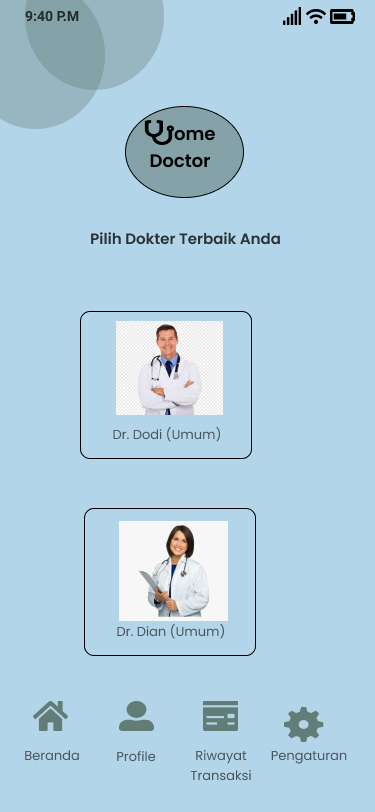 9:40 P.M
ome
Doctor
Pilih Dokter Terbaik Anda
Dr. Dodi (Umum)
Dr. Dian (Umum)
Beranda
Profile
Riwayat
Transaksi
Pengaturan